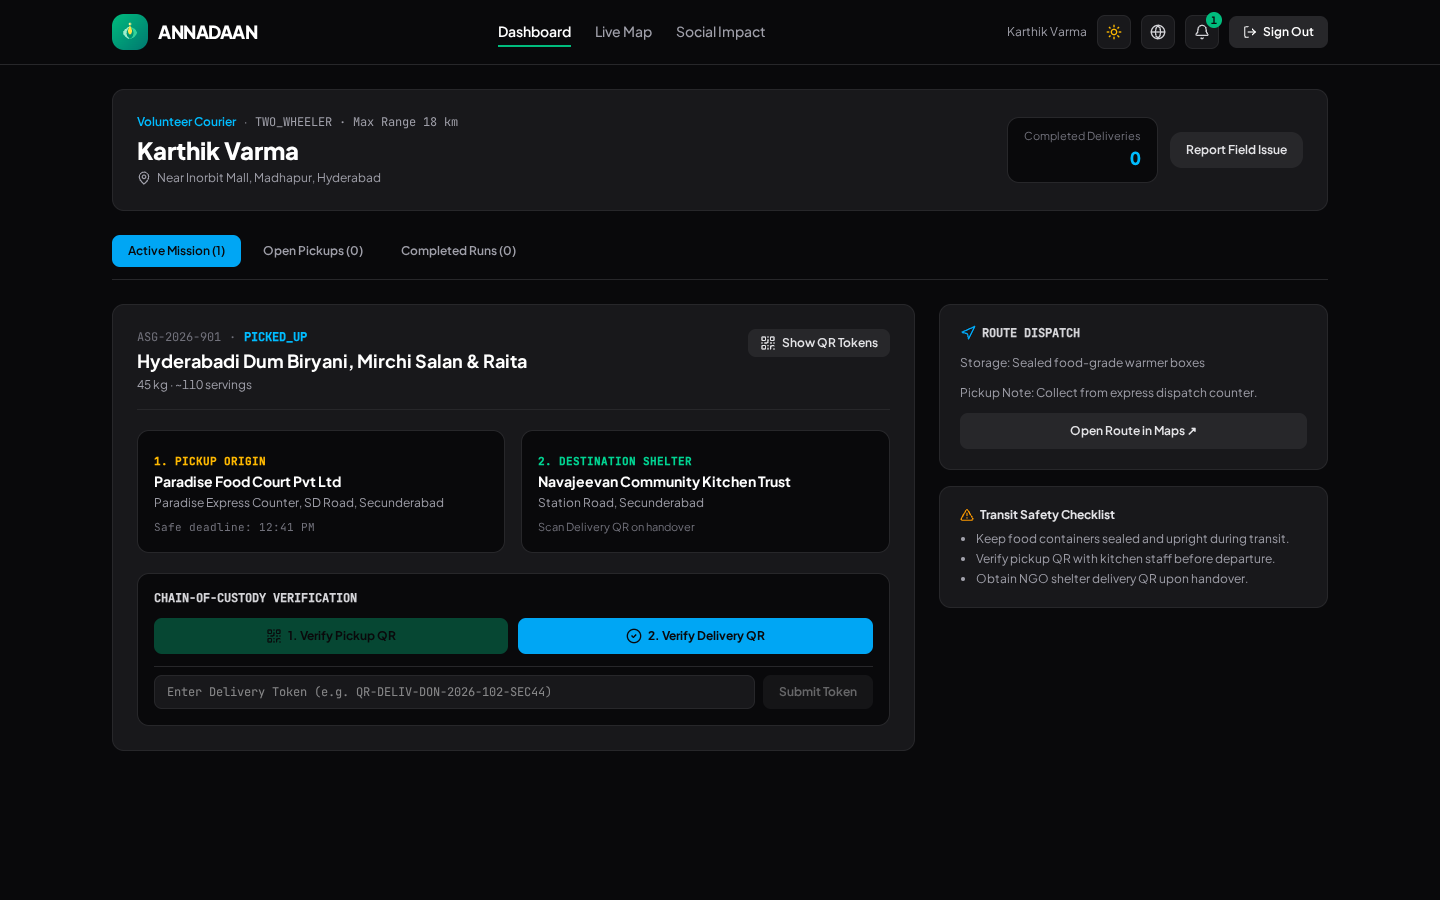 ANNADAAN
Dashboard
Live Map
Social Impact
Karthik Varma
1
Sign Out
Volunteer Courier · TWO_WHEELER · Max Range 18 km
Karthik Varma
Near Inorbit Mall, Madhapur, Hyderabad
Completed Deliveries
0
Report Field Issue
Active Mission (1)
Open Pickups (0)
Completed Runs (0)
ASG-2026-901 · PICKED_UP
Hyderabadi Dum Biryani, Mirchi Salan & Raita
45 kg · ~110 servings
Show QR Tokens
1. PICKUP ORIGIN
Paradise Food Court Pvt Ltd
Paradise Express Counter, SD Road, Secunderabad
Safe deadline: 12:41 PM
2. DESTINATION SHELTER
Navajeevan Community Kitchen Trust
Station Road, Secunderabad
Scan Delivery QR on handover
CHAIN-OF-CUSTODY VERIFICATION
1. Verify Pickup QR
2. Verify Delivery QR
Enter Delivery Token (e.g. QR-DELIV-DON-2026-102-SEC44)
Submit Token
ROUTE DISPATCH
Storage: Sealed food-grade warmer boxes
Pickup Note: Collect from express dispatch counter.
Open Route in Maps ↗
Transit Safety Checklist
• Keep food containers sealed and upright during transit.
• Verify pickup QR with kitchen staff before departure.
• Obtain NGO shelter delivery QR upon handover.